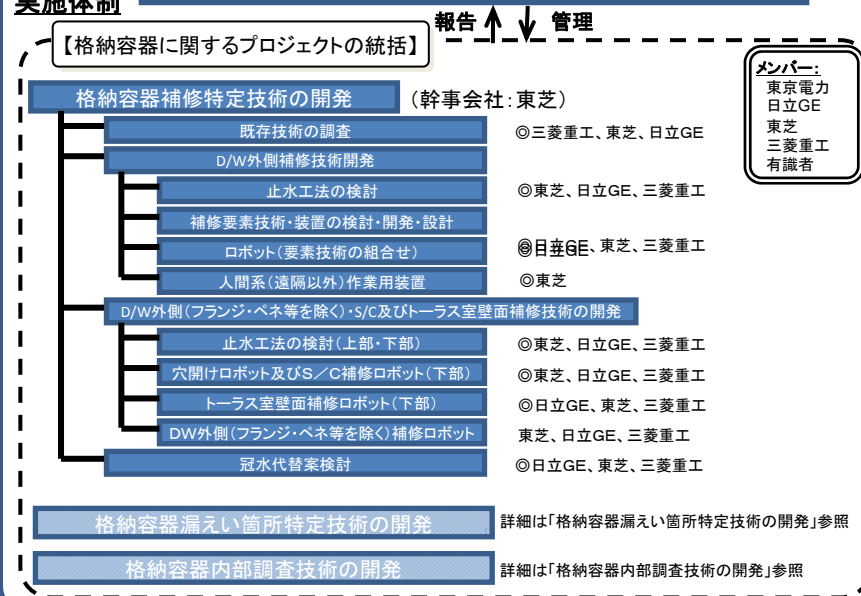 実施体制
報告 管理
【格納容器に関するプロジェクトの統括】
メンバー:
東京電力
日立GE
東芝
三菱重工
有識者
格納容器補修特定技術の開発 (幹事会社:東芝)
既存技術の調査 ◎三菱重工、東芝、日立GE
D/W外側補修技術開発
止水工法の検討 ◎東芝、日立GE、三菱重工
補修要素技術・装置の検討・開発・設計
ロボット(要素技術の組合せ) ◎日立GE、東芝、三菱重工
人間系(遠隔以外)作業用装置 ◎東芝
D/W外側(フランジ・ペネ等を除く)・S/C及びトーラス室壁面補修技術の開発
止水工法の検討(上部・下部) ◎東芝、日立GE、三菱重工
穴開けロボット及びS/C補修ロボット(下部) ◎東芝、日立GE、三菱重工
トーラス室壁面補修ロボット(下部) ◎日立GE、東芝、三菱重工
DW外側(フランジ・ペネ等を除く)補修ロボット 東芝、日立GE、三菱重工
冠水代替案検討 ◎日立GE、東芝、三菱重工
格納容器漏えい箇所特定技術の開発 詳細は「格納容器漏えい箇所特定技術の開発」参照
格納容器内部調査技術の開発 詳細は「格納容器内部調査技術の開発」参照